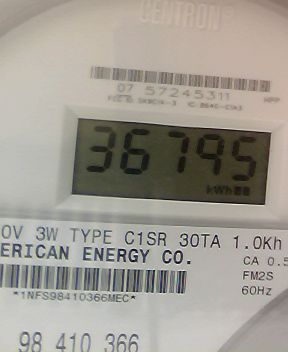 CENTRON®
07 57245311
36795
kWh
0V 3W TYPE C1SR 30TA 1.0Kh
ERICAN ENERGY CO.
CA 0.5
FM2S
*1NFS98410366MEC*
60Hz
98 410 366